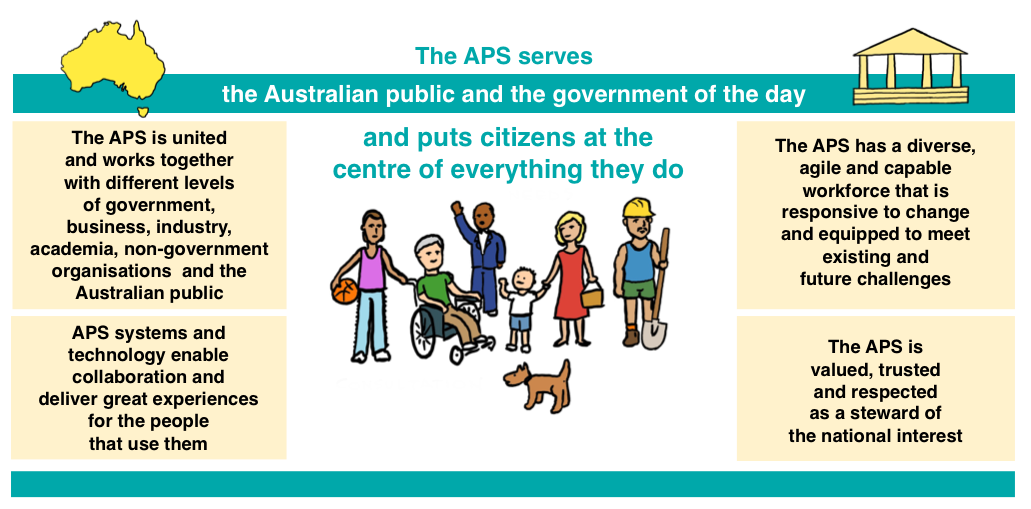 The APS serves
the Australian public and the government of the day
and puts citizens at the
centre of everything they do
The APS is united
and works together
with different levels
of government,
business, industry,
academia, non-government
organisations and the
Australian public
APS systems and
technology enable
collaboration and
deliver great experiences
for the people
that use them
The APS has a diverse,
agile and capable
workforce that is
responsive to change
and equipped to meet
existing and
future challenges
The APS is
valued, trusted
and respected
as a steward of
the national interest